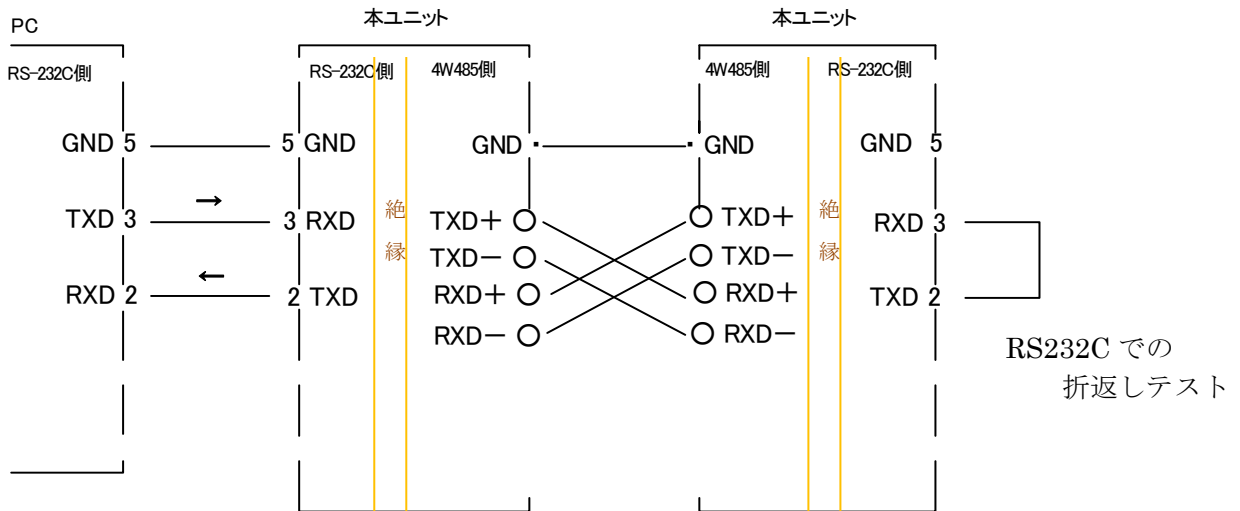 PC
本ユニット
本ユニット
RS-232C側
RS-232C側
4W485側
4W485側
RS-232C側
GND 5
5 GND
GND
GND
GND 5
→
TXD 3
3 RXD
絶縁
TXD+
TXD+
絶縁
RXD 3
←
TXD-
TXD-
RXD 2
2 TXD
RXD+
RXD+
TXD 2
RXD-
RXD-
RS232C での
折返しテスト